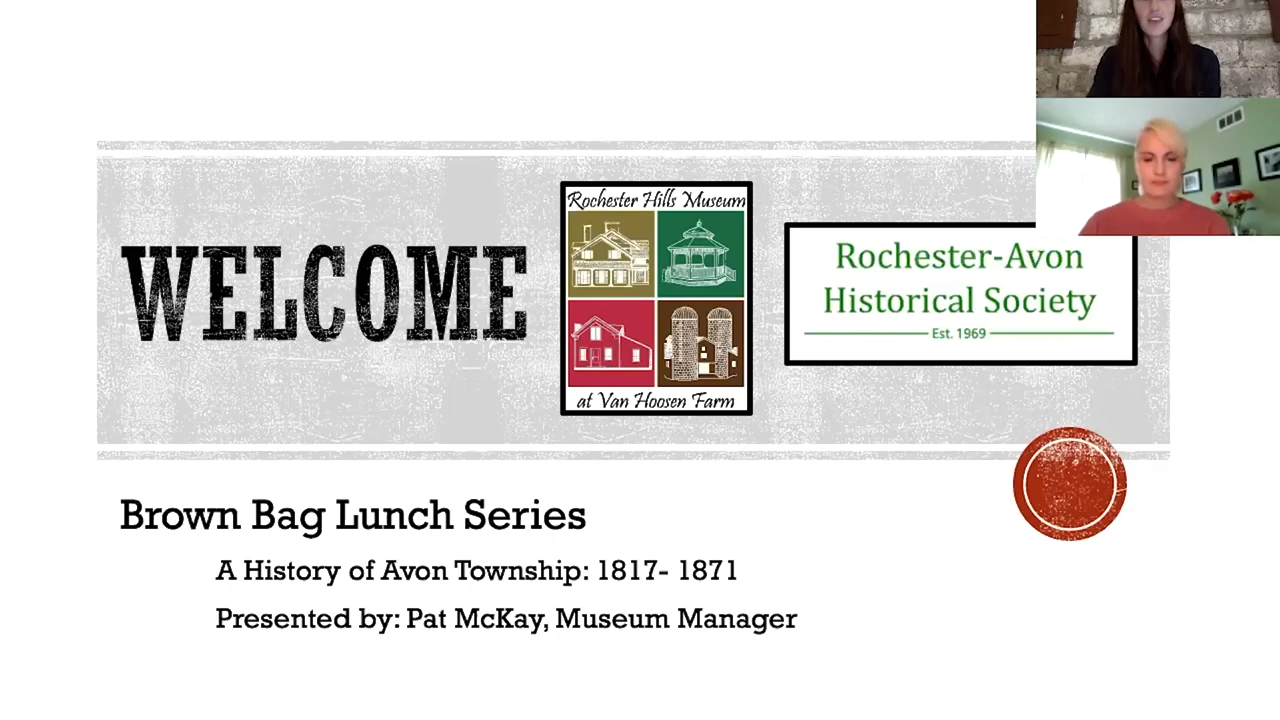 WELCOME
Rochester Hills Museum
at Van Hoosen Farm
Rochester-Avon
Historical Society
Est. 1969
Brown Bag Lunch Series
A History of Avon Township: 1817- 1871
Presented by: Pat McKay, Museum Manager